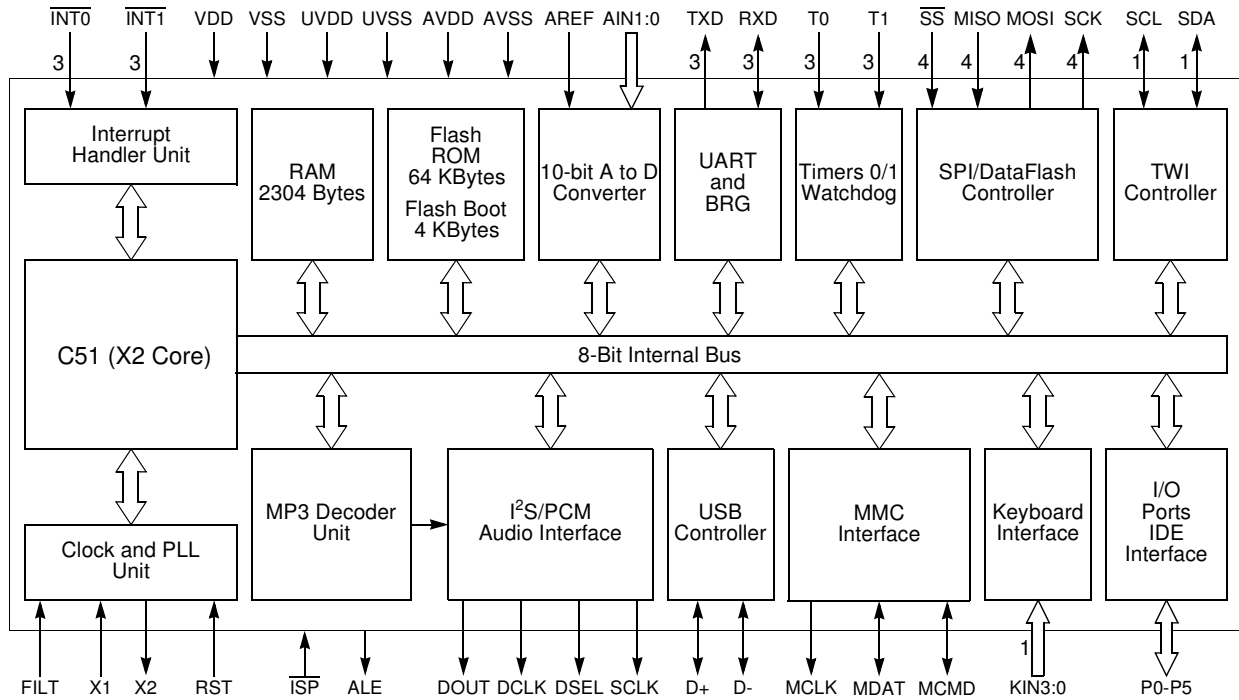 INT0 INT1 VDD VSS UVDD UVSS AVDD AVSS AREF AIN1:0 TXD RXD T0 T1 SS MISO MOSI SCK SCL SDA
3 3 3 3 3 3 4 4 4 4 1 1
Interrupt
Handler Unit
RAM
2304 Bytes
Flash
ROM
64 KBytes
Flash Boot
4 KBytes
10-bit A to D
Converter
UART
and
BRG
Timers 0/1
Watchdog
SPI/DataFlash
Controller
TWI
Controller
C51 (X2 Core)
8-Bit Internal Bus
Clock and PLL
Unit
MP3 Decoder
Unit
I²S/PCM
Audio Interface
USB
Controller
MMC
Interface
Keyboard
Interface
I/O
Ports
IDE
Interface
1
FILT X1 X2 RST ISP ALE DOUT DCLK DSEL SCLK D+ D- MCLK MDAT MCMD KIN3:0 P0-P5